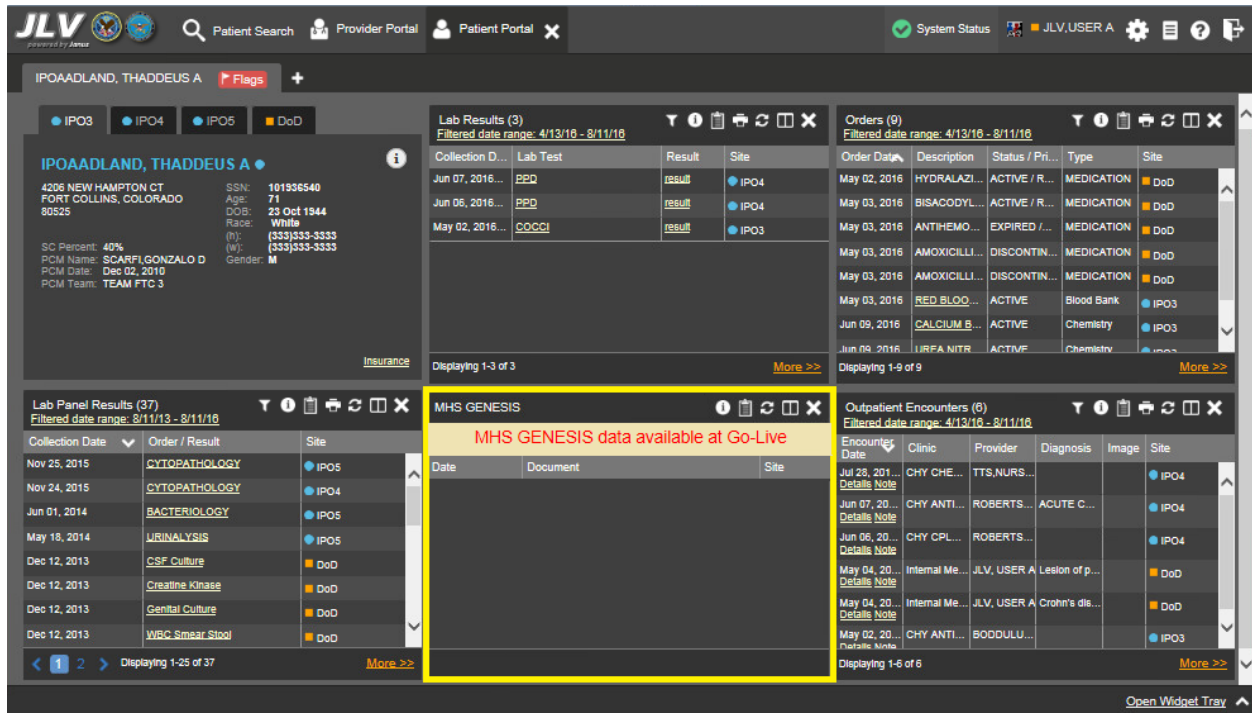 JLV
powered by Janus
Patient Search
Provider Portal
Patient Portal
System Status
JLV,USER A
IPOAADLAND, THADDEUS A
Flags
IPO3
IPO4
IPO5
DoD
IPOAADLAND, THADDEUS A
4206 NEW HAMPTON CT
FORT COLLINS, COLORADO
80525
SSN: 101936540
Age: 71
DOB: 23 Oct 1944
Race: White
(h): (333)333-3333
(w): (333)333-3333
Gender: M
SC Percent: 40%
PCM Name: SCARFI,GONZALO D
PCM Date: Dec 02, 2010
PCM Team: TEAM FTC 3
Insurance
Lab Results (3)
Filtered date range: 4/13/16 - 8/11/16
Collection D... Lab Test Result Site
Jun 07, 2016... PPD result IPO4
Jun 06, 2016... PPD result IPO4
May 02, 2016... COCCI result IPO3
Displaying 1-3 of 3 More >>
Orders (9)
Filtered date range: 4/13/16 - 8/11/16
Order Date Description Status / Pri... Type Site
May 02, 2016 HYDRALAZI... ACTIVE / R... MEDICATION DoD
May 03, 2016 BISACODYL... ACTIVE / R... MEDICATION DoD
May 03, 2016 ANTIHEMO... EXPIRED /... MEDICATION DoD
May 03, 2016 AMOXICILLI... DISCONTIN... MEDICATION DoD
May 03, 2016 AMOXICILLI... DISCONTIN... MEDICATION DoD
May 03, 2016 RED BLOO... ACTIVE Blood Bank IPO3
Jun 09, 2016 CALCIUM B... ACTIVE Chemistry IPO3
Jun 09, 2016 UREA NITR... ACTIVE Chemistry IPO3
Displaying 1-9 of 9 More >>
Lab Panel Results (37)
Filtered date range: 8/11/13 - 8/11/16
Collection Date Order / Result Site
Nov 25, 2015 CYTOPATHOLOGY IPO5
Nov 24, 2015 CYTOPATHOLOGY IPO4
Jun 01, 2014 BACTERIOLOGY IPO5
May 18, 2014 URINALYSIS IPO5
Dec 12, 2013 CSF Culture DoD
Dec 12, 2013 Creatine Kinase DoD
Dec 12, 2013 Genital Culture DoD
Dec 12, 2013 WBC Smear Stool DoD
1 2 Displaying 1-25 of 37 More >>
MHS GENESIS
MHS GENESIS data available at Go-Live
Date Document Site
Outpatient Encounters (6)
Filtered date range: 4/13/16 - 8/11/16
Encounter Date Clinic Provider Diagnosis Image Site
Jul 28, 201... CHY CHE... TTS,NURS... IPO4
Details Note
Jun 07, 20... CHY ANTI... ROBERTS... ACUTE C... IPO4
Details Note
Jun 06, 20... CHY CPL... ROBERTS... IPO4
Details Note
May 04, 20... Internal Me... JLV, USER A Lesion of p... DoD
Details Note
May 04, 20... Internal Me... JLV, USER A Crohn's dis... DoD
Details Note
May 02, 20... CHY ANTI... BODDULU... IPO3
Details Note
Displaying 1-6 of 6 More >>
Open Widget Tray